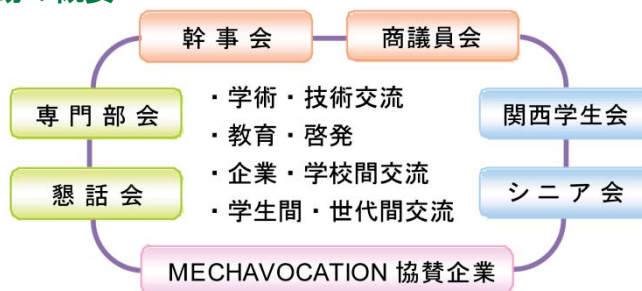 幹事会
商議員会
専門部会
・学術・技術交流
・教育・啓発
・企業・学校間交流
・学生間・世代間交流
関西学生会
懇話会
シニア会
MECHAVOCATION 協賛企業